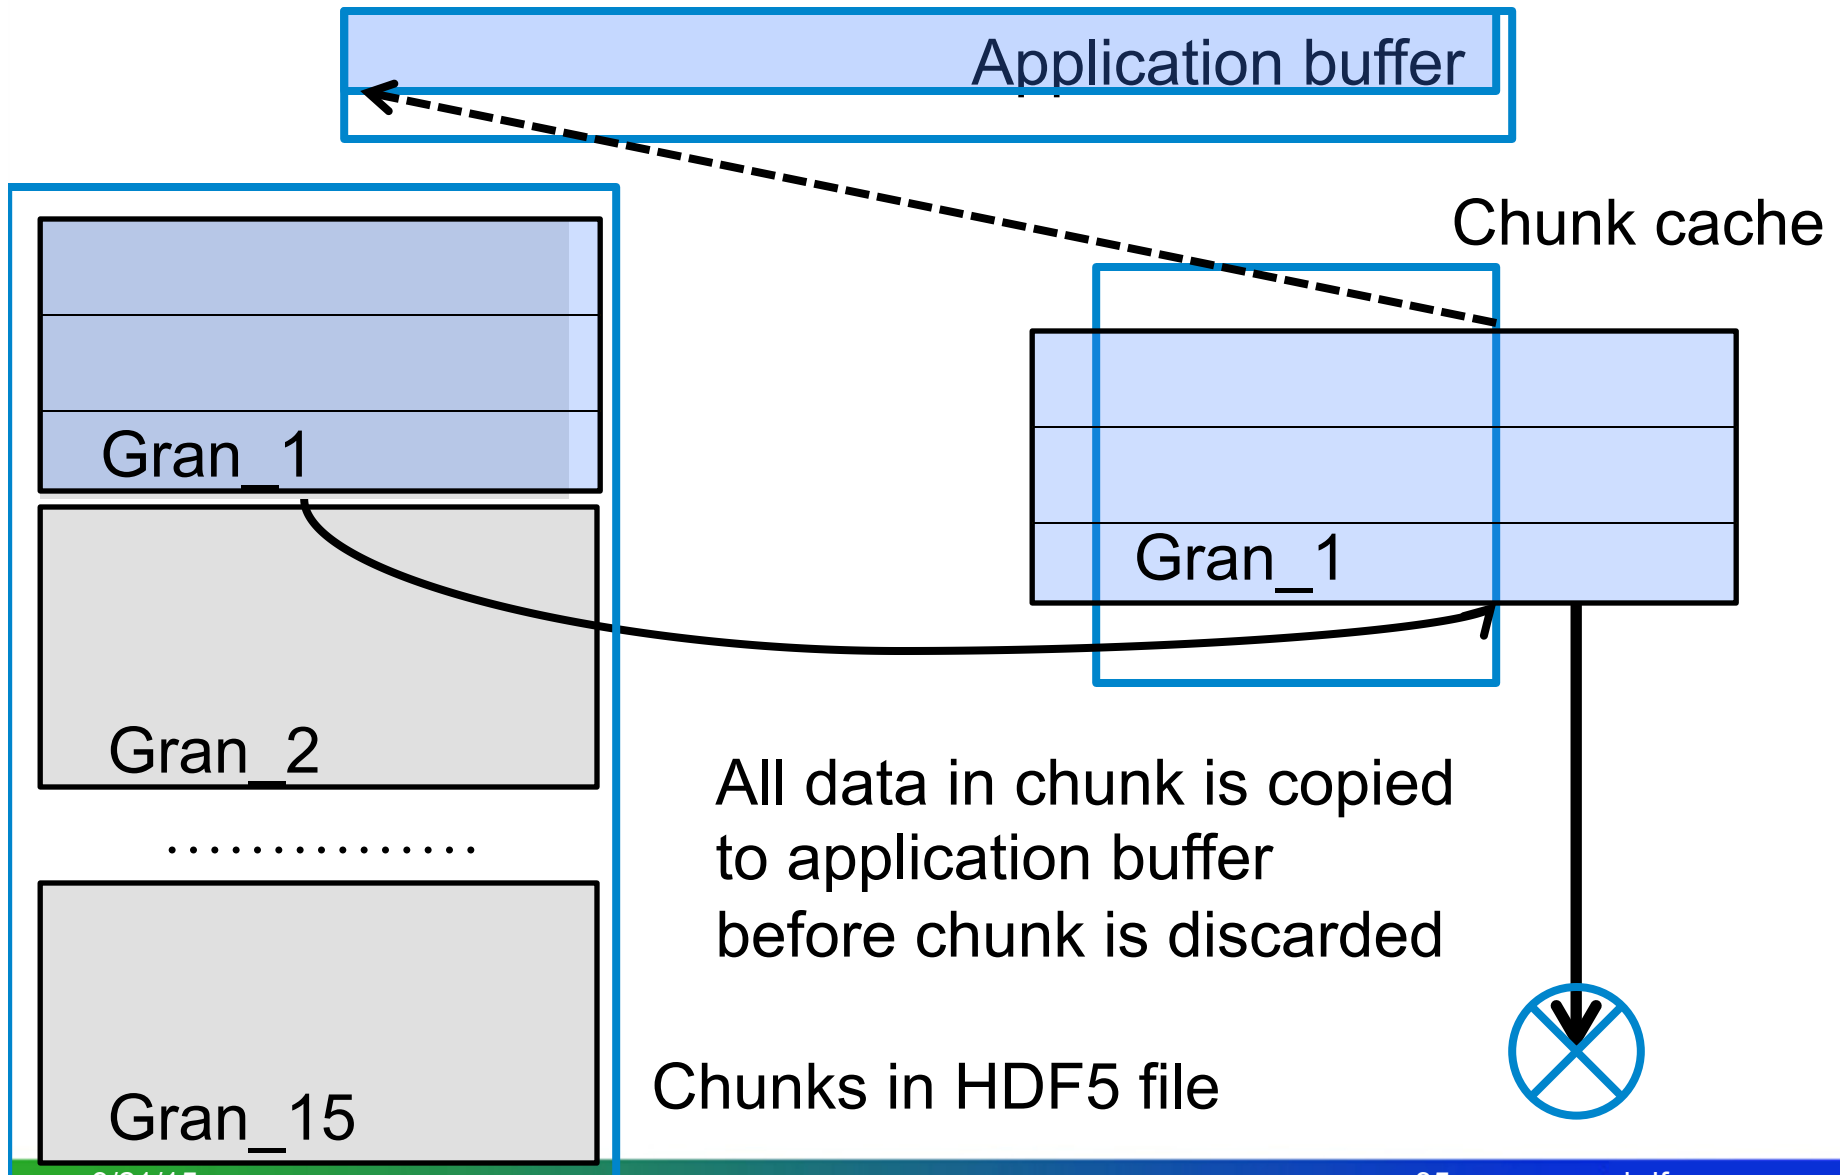 Application buffer
Chunk cache
Gran_1
Gran_1
Gran_2
...............
All data in chunk is copied
to application buffer
before chunk is discarded
Chunks in HDF5 file
Gran_15